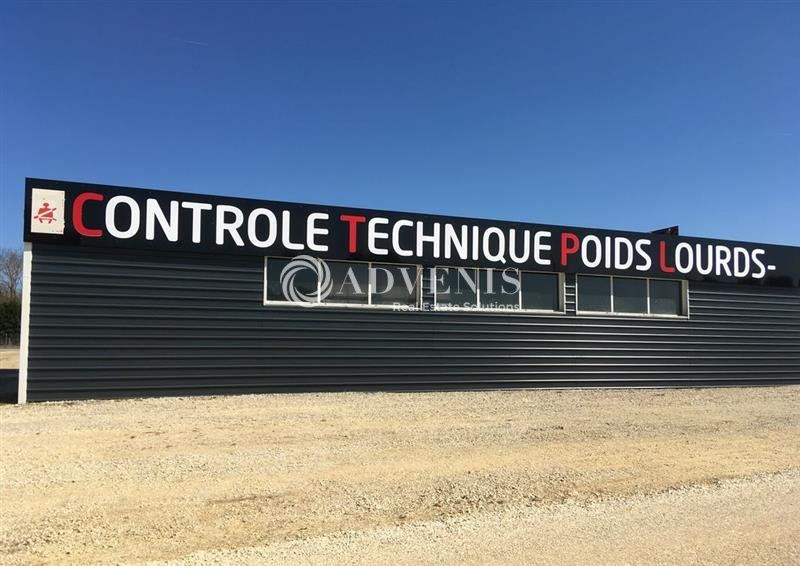 CONTROLE TECHNIQUE POIDS LOURDS-
ADVENIS
Real Estate Solutions